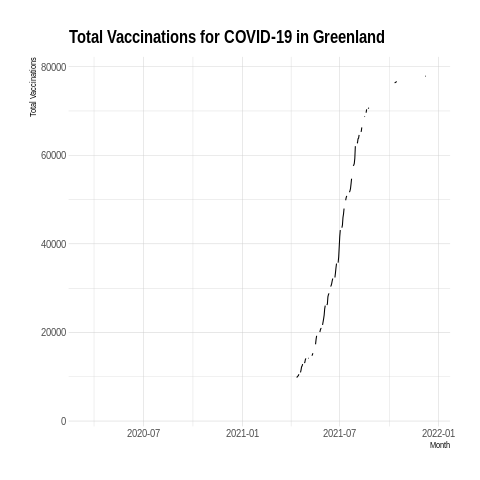 Total Vaccinations for COVID-19 in Greenland
Total Vaccinations
80000
60000
40000
20000
0
2020-07 2021-01 2021-07 2022-01
Month